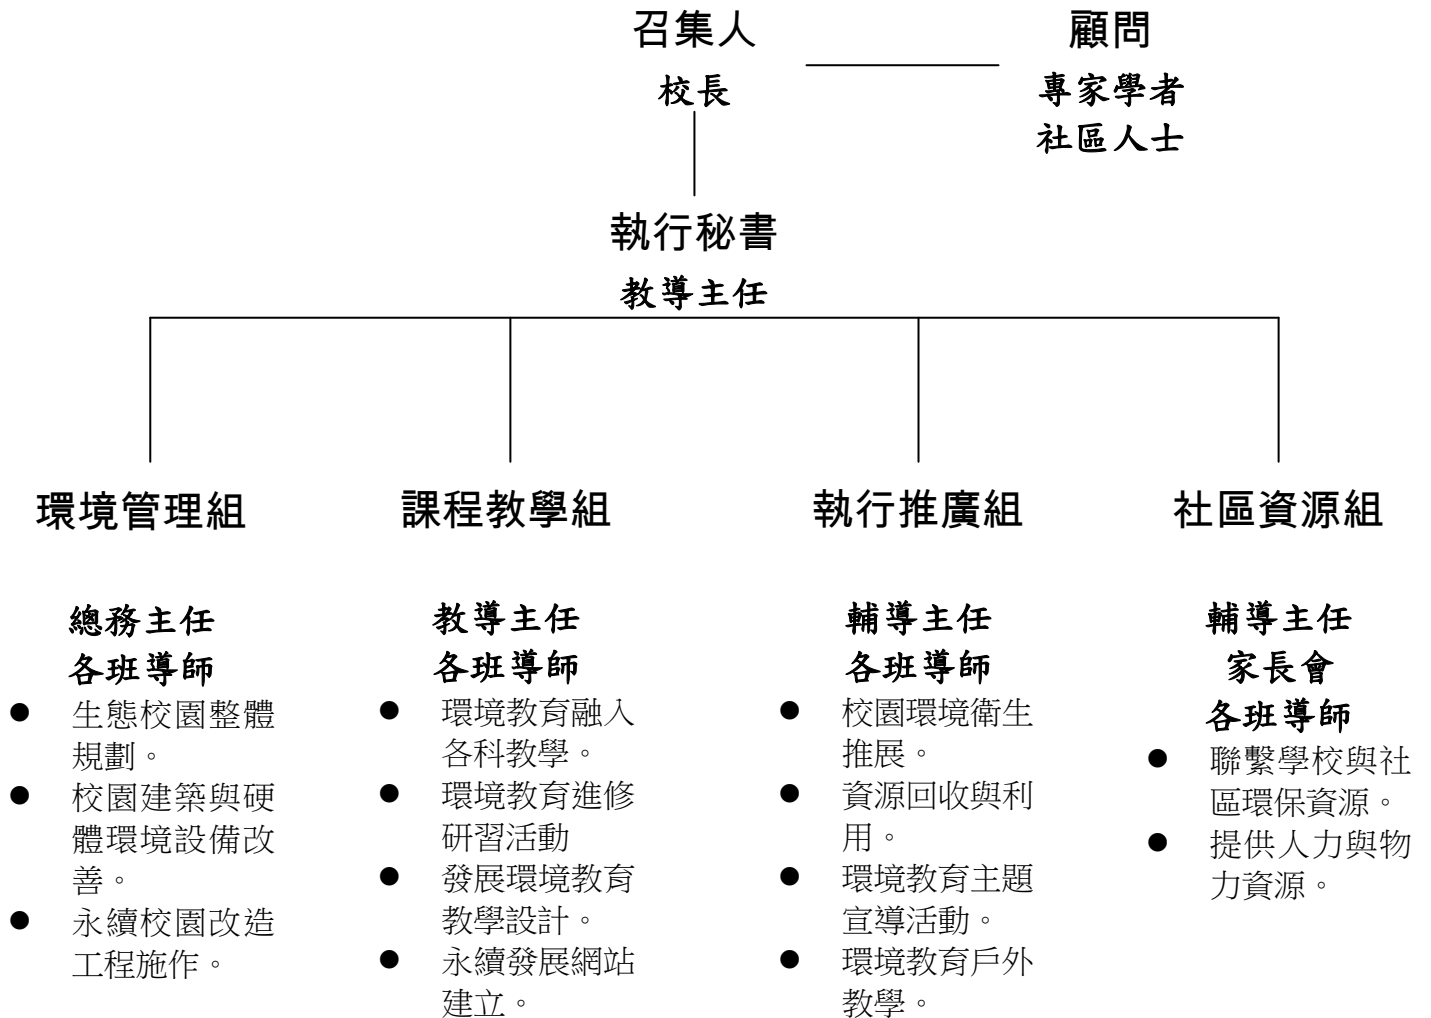 召集人
校長
顧問
專家學者
社區人士
執行秘書
教導主任
環境管理組
總務主任
各班導師
● 生態校園整體
規劃。
● 校園建築與硬
體環境設備改
善。
● 永續校園改造
工程施作。
課程教學組
教導主任
各班導師
● 環境教育融入
各科教學。
● 環境教育進修
研習活動
● 發展環境教育
教學設計。
● 永續發展網站
建立。
執行推廣組
輔導主任
各班導師
● 校園環境衛生
推展。
● 資源回收與利
用。
● 環境教育主題
宣導活動。
● 環境教育戶外
教學。
社區資源組
輔導主任
家長會
各班導師
● 聯繫學校與社
區環保資源。
● 提供人力與物
力資源。